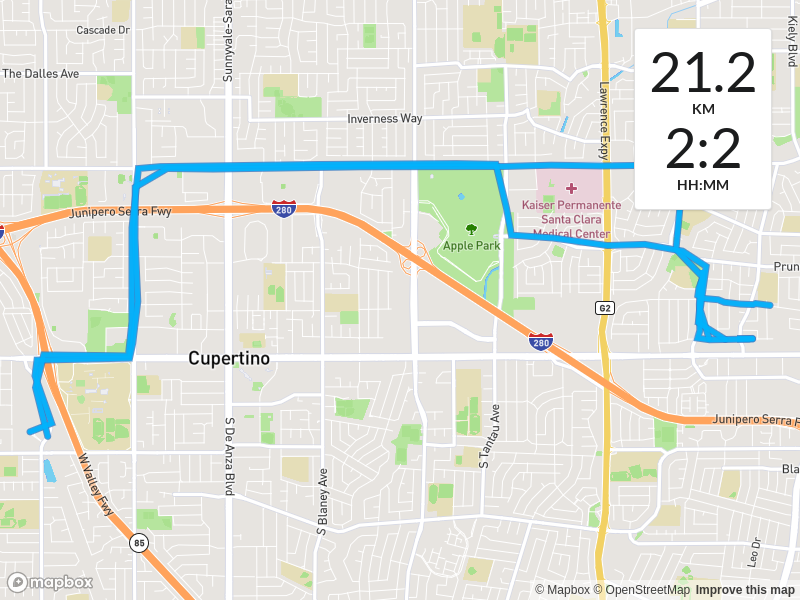 Cascade Dr
Sunnyvale-Sara
Kiely Blvd
The Dalles Ave
21.2
KM
2:2
HH:MM
Lawrence Expy
Inverness Way
Junipero Serra Fwy
280
Kaiser Permanente
Santa Clara
Medical Center
Apple Park
Prun
G2
280
Cupertino
Junipero Serra F
S De Anza Blvd
S Tantau Ave
W Valley Fwy
S Blaney Ave
Bla
85
Leo Dr
mapbox
© Mapbox © OpenStreetMap Improve this map